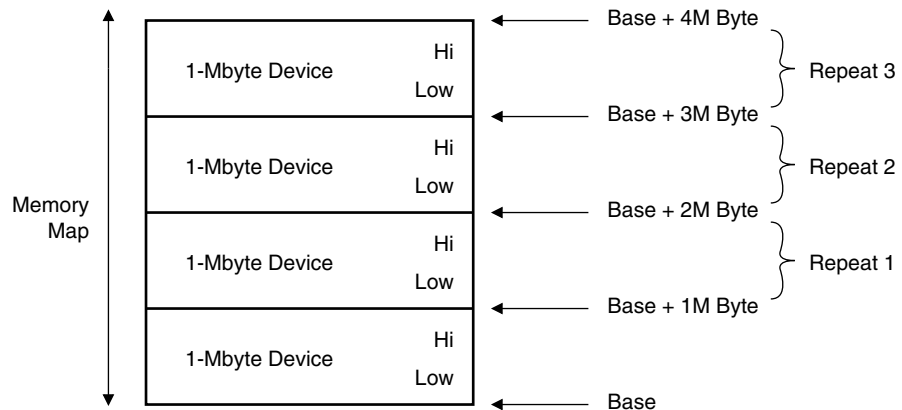 Base + 4M Byte
Hi
1-Mbyte Device
Low
Repeat 3
Base + 3M Byte
Hi
1-Mbyte Device
Low
Repeat 2
Base + 2M Byte
Memory
Map
Hi
1-Mbyte Device
Low
Repeat 1
Base + 1M Byte
Hi
1-Mbyte Device
Low
Base